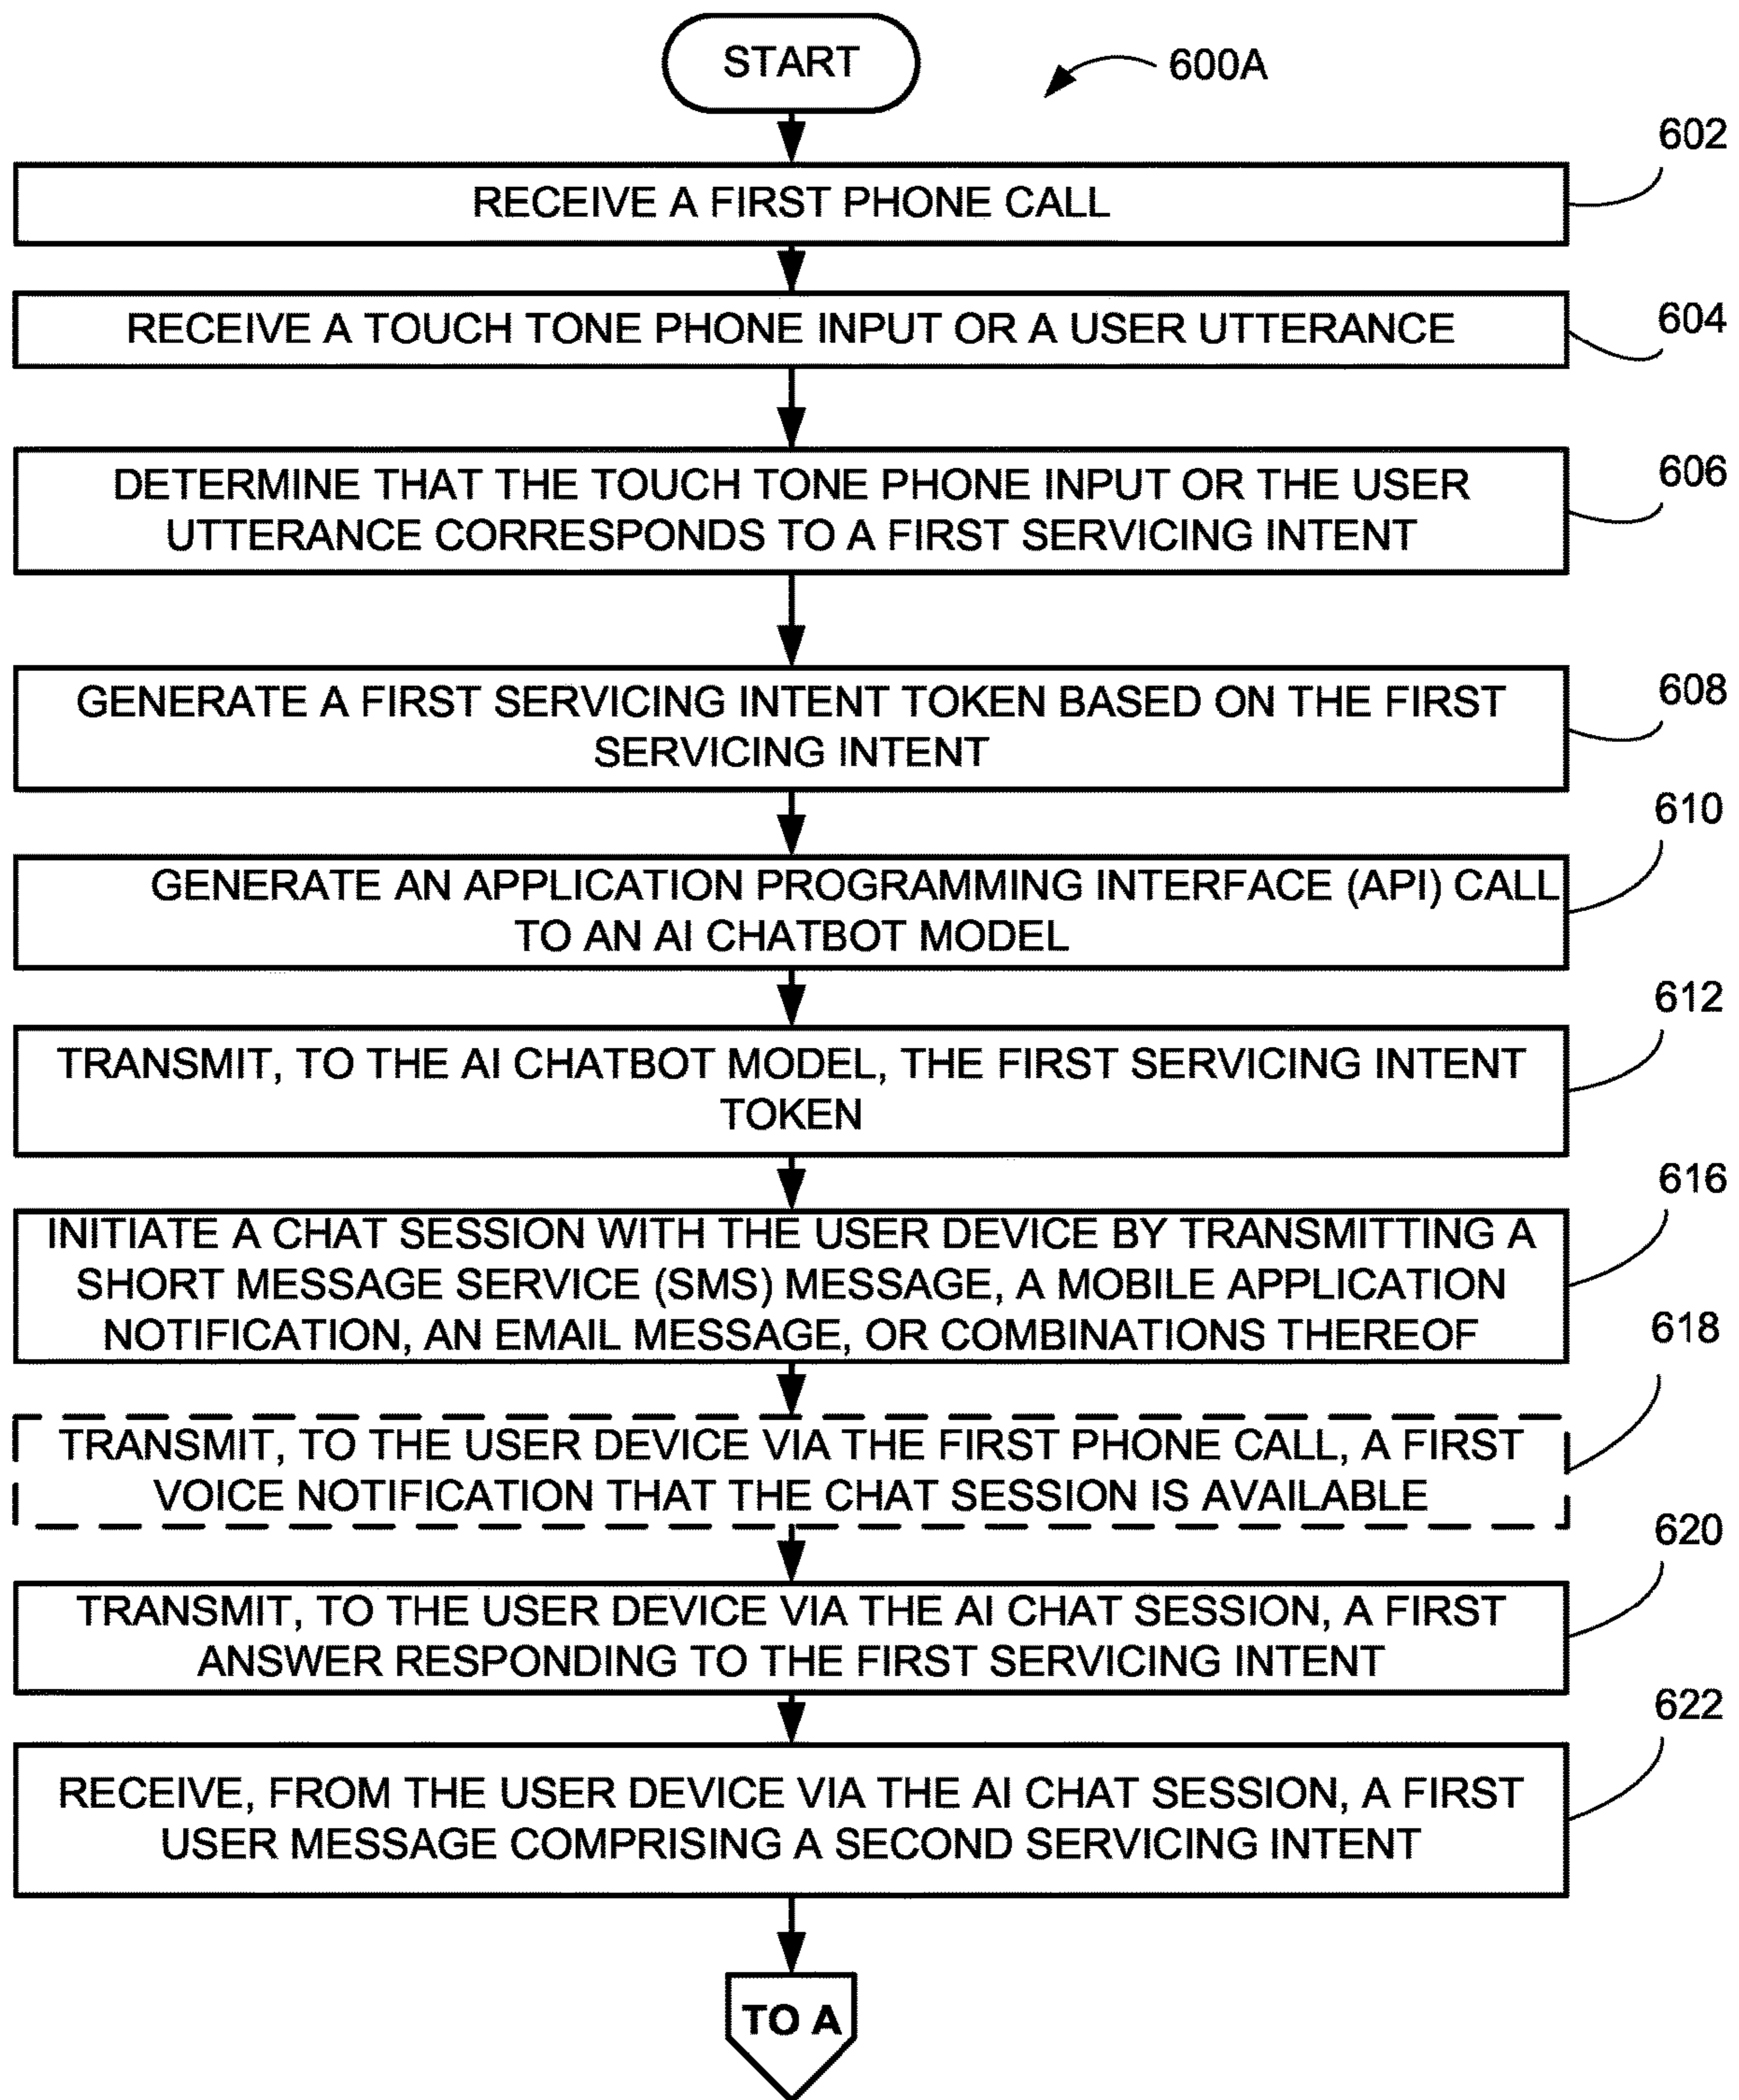 START
600A
602
RECEIVE A FIRST PHONE CALL
604
RECEIVE A TOUCH TONE PHONE INPUT OR A USER UTTERANCE
606
DETERMINE THAT THE TOUCH TONE PHONE INPUT OR THE USER
UTTERANCE CORRESPONDS TO A FIRST SERVICING INTENT
608
GENERATE A FIRST SERVICING INTENT TOKEN BASED ON THE FIRST
SERVICING INTENT
610
GENERATE AN APPLICATION PROGRAMMING INTERFACE (API) CALL
TO AN AI CHATBOT MODEL
612
TRANSMIT, TO THE AI CHATBOT MODEL, THE FIRST SERVICING INTENT
TOKEN
616
INITIATE A CHAT SESSION WITH THE USER DEVICE BY TRANSMITTING A
SHORT MESSAGE SERVICE (SMS) MESSAGE, A MOBILE APPLICATION
NOTIFICATION, AN EMAIL MESSAGE, OR COMBINATIONS THEREOF
618
TRANSMIT, TO THE USER DEVICE VIA THE FIRST PHONE CALL, A FIRST
VOICE NOTIFICATION THAT THE CHAT SESSION IS AVAILABLE
620
TRANSMIT, TO THE USER DEVICE VIA THE AI CHAT SESSION, A FIRST
ANSWER RESPONDING TO THE FIRST SERVICING INTENT
622
RECEIVE, FROM THE USER DEVICE VIA THE AI CHAT SESSION, A FIRST
USER MESSAGE COMPRISING A SECOND SERVICING INTENT
TO A